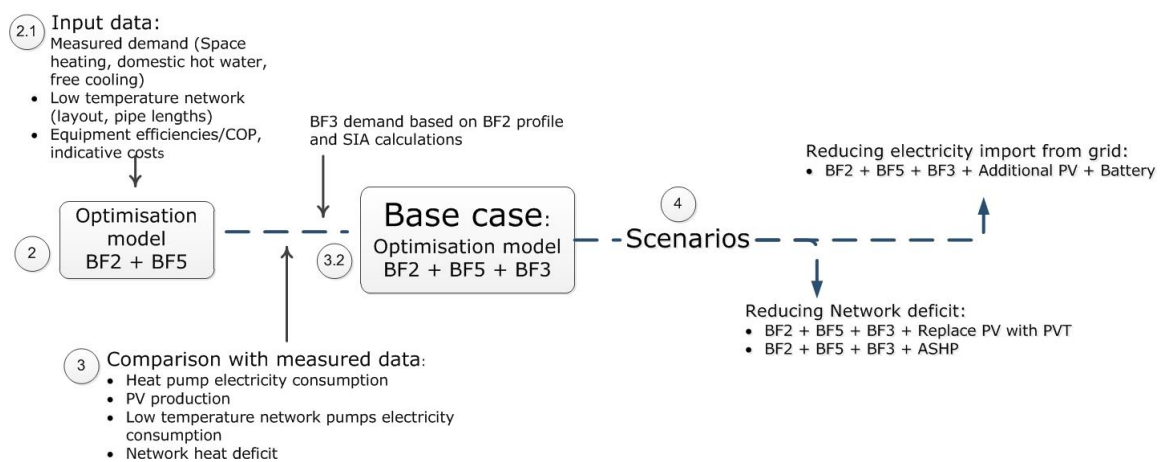 2.1
Input data:
Measured demand (Space
heating, domestic hot water,
free cooling)
• Low temperature network
(layout, pipe lengths)
• Equipment efficiencies/COP,
indicative costs
BF3 demand based on BF2 profile
and SIA calculations
2
Optimisation
model
BF2 + BF5
3.2
Base case:
Optimisation model
BF2 + BF5 + BF3
4
Scenarios
Reducing electricity import from grid:
• BF2 + BF5 + BF3 + Additional PV + Battery
Reducing Network deficit:
• BF2 + BF5 + BF3 + Replace PV with PVT
• BF2 + BF5 + BF3 + ASHP
3
Comparison with measured data:
• Heat pump electricity consumption
• PV production
• Low temperature network pumps electricity
consumption
• Network heat deficit